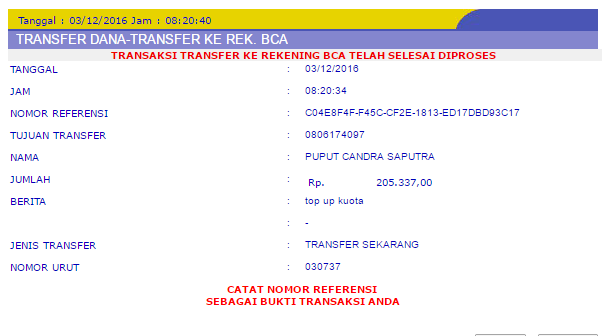 Tanggal : 03/12/2016 Jam : 08:20:40
TRANSFER DANA-TRANSFER KE REK. BCA
TRANSAKSI TRANSFER KE REKENING BCA TELAH SELESAI DIPROSES
TANGGAL : 03/12/2016
JAM : 08:20:34
NOMOR REFERENSI : C04E8F4F-F45C-CF2E-1813-ED17DBD93C17
TUJUAN TRANSFER : 0806174097
NAMA : PUPUT CANDRA SAPUTRA
JUMLAH : Rp. 205.337,00
BERITA : top up kuota
: -
JENIS TRANSFER : TRANSFER SEKARANG
NOMOR URUT : 030737
CATAT NOMOR REFERENSI
SEBAGAI BUKTI TRANSAKSI ANDA